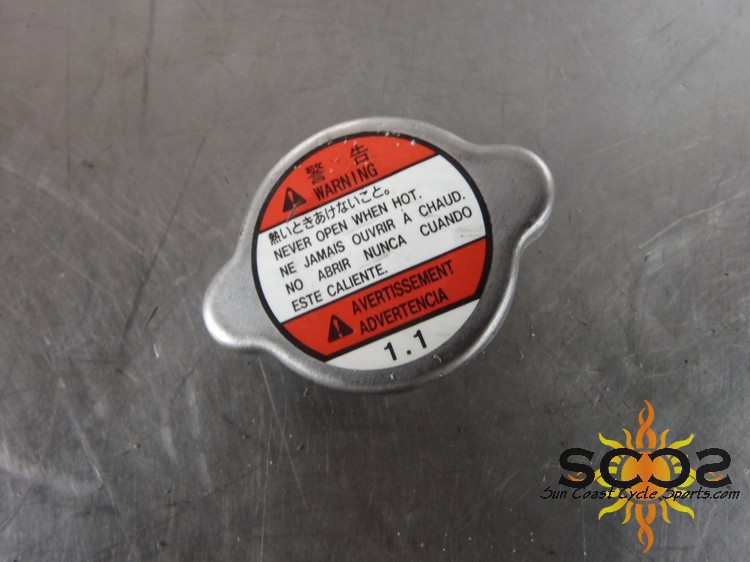 警告
WARNING
熱いときあけないこと。
NEVER OPEN WHEN HOT.
NE JAMAIS OUVRIR À CHAUD.
NO ABRIR NUNCA CUANDO
ESTE CALIENTE.
AVERTISSEMENT
ADVERTENCIA
1.1
SCCS
Sun Coast Cycle Sports.com